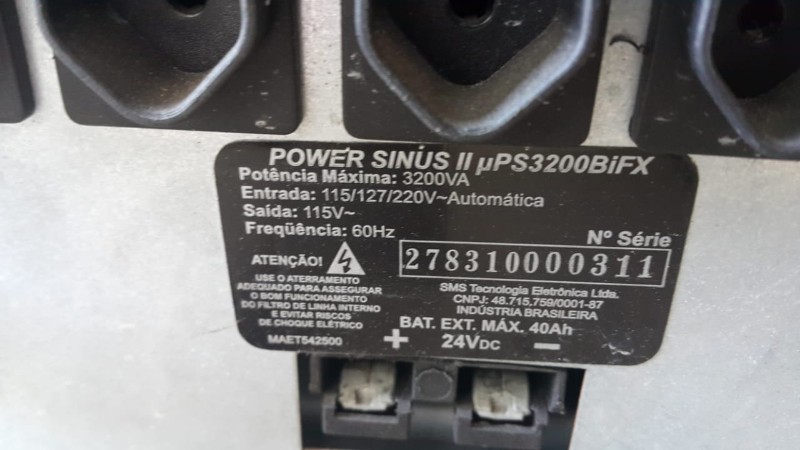 POWER SINUS II µPS3200BiFX
Potência Máxima: 3200VA
Entrada: 115/127/220V~Automática
Saída: 115V~
Freqüência: 60Hz
Nº Série
278310000311
ATENÇÃO!
USE O ATERRAMENTO
ADEQUADO PARA ASSEGURAR
O BOM FUNCIONAMENTO
DO FILTRO DE LINHA INTERNO
E EVITAR RISCOS
DE CHOQUE ELÉTRICO
MAET542500
SMS Tecnologia Eletrônica Ltda.
CNPJ: 48.715.759/0001-87
INDÚSTRIA BRASILEIRA
BAT. EXT. MÁX. 40Ah
+ 24VDC −